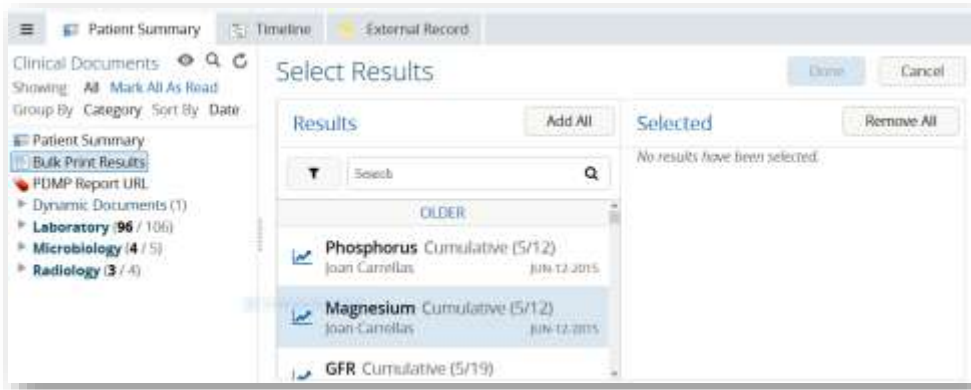 Patient Summary
Timeline
External Record
Clinical Documents
Showing All Mark All As Read
Group By Category Sort By Date
Patient Summary
Bulk Print Results
PDMP Report URL
Dynamic Documents (1)
Laboratory (96 / 106)
Microbiology (4 / 5)
Radiology (3 / 4)
Select Results
Done
Cancel
Results
Add All
Search
OLDER
Phosphorus Cumulative (5/12)
Joan Carrellas JUN-12-2015
Magnesium Cumulative (5/12)
Joan Carrellas JUN-12-2015
GFR Cumulative (5/19)
Selected
Remove All
No results have been selected.